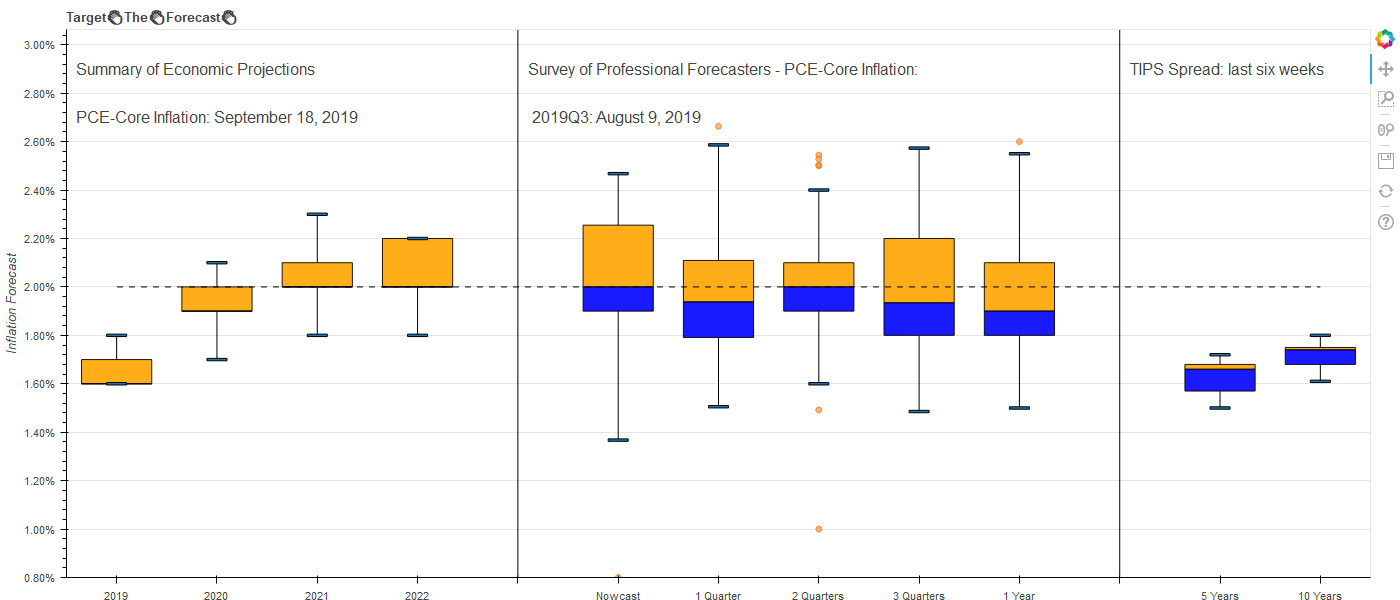 Target👏The👏Forecast👏
Summary of Economic Projections
PCE-Core Inflation: September 18, 2019
Survey of Professional Forecasters - PCE-Core Inflation:
2019Q3: August 9, 2019
TIPS Spread: last six weeks
Inflation Forecast
3.00%
2.80%
2.60%
2.40%
2.20%
2.00%
1.80%
1.60%
1.40%
1.20%
1.00%
0.80%
2019 2020 2021 2022 Nowcast 1 Quarter 2 Quarters 3 Quarters 1 Year 5 Years 10 Years